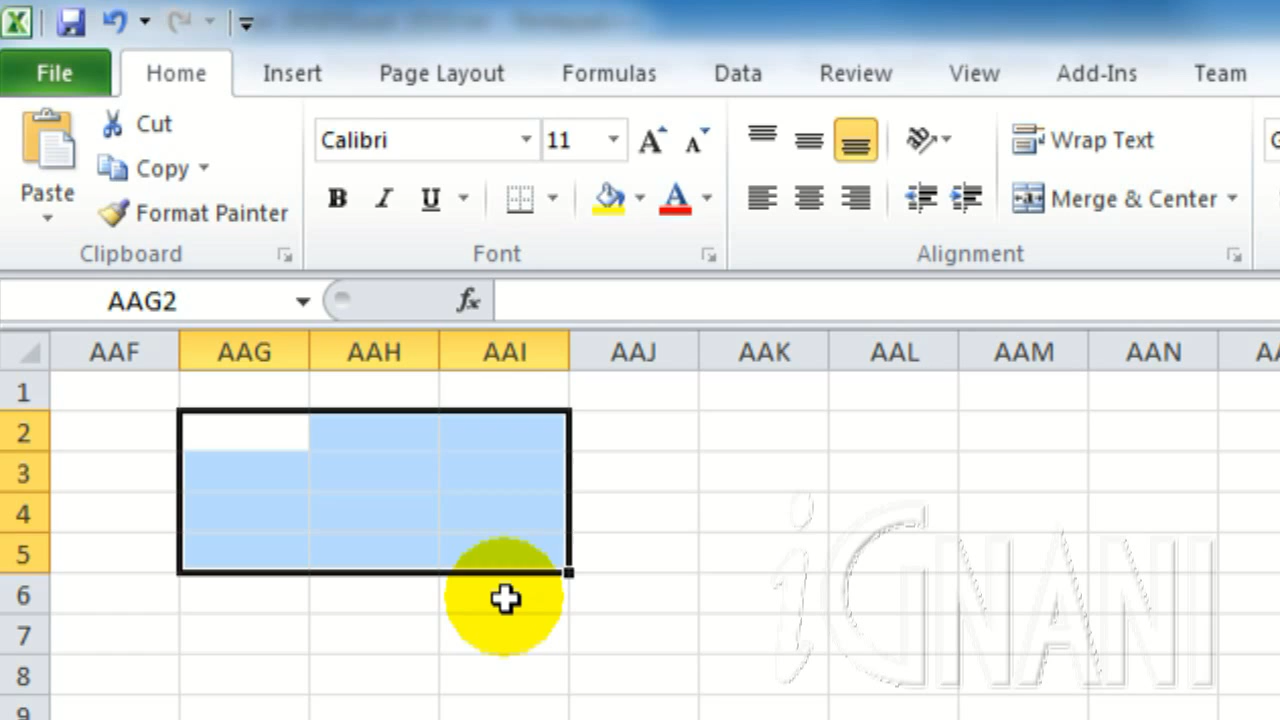 File Home Insert Page Layout Formulas Data Review View Add-Ins Team
Cut
Copy
Paste
Format Painter
Clipboard
Calibri 11
B I U A
Font
Wrap Text
Merge & Center
Alignment
AAG2 fx
AAF AAG AAH AAI AAJ AAK AAL AAM AAN
1
2
3
4
5
6
7
8
9
iGNANI